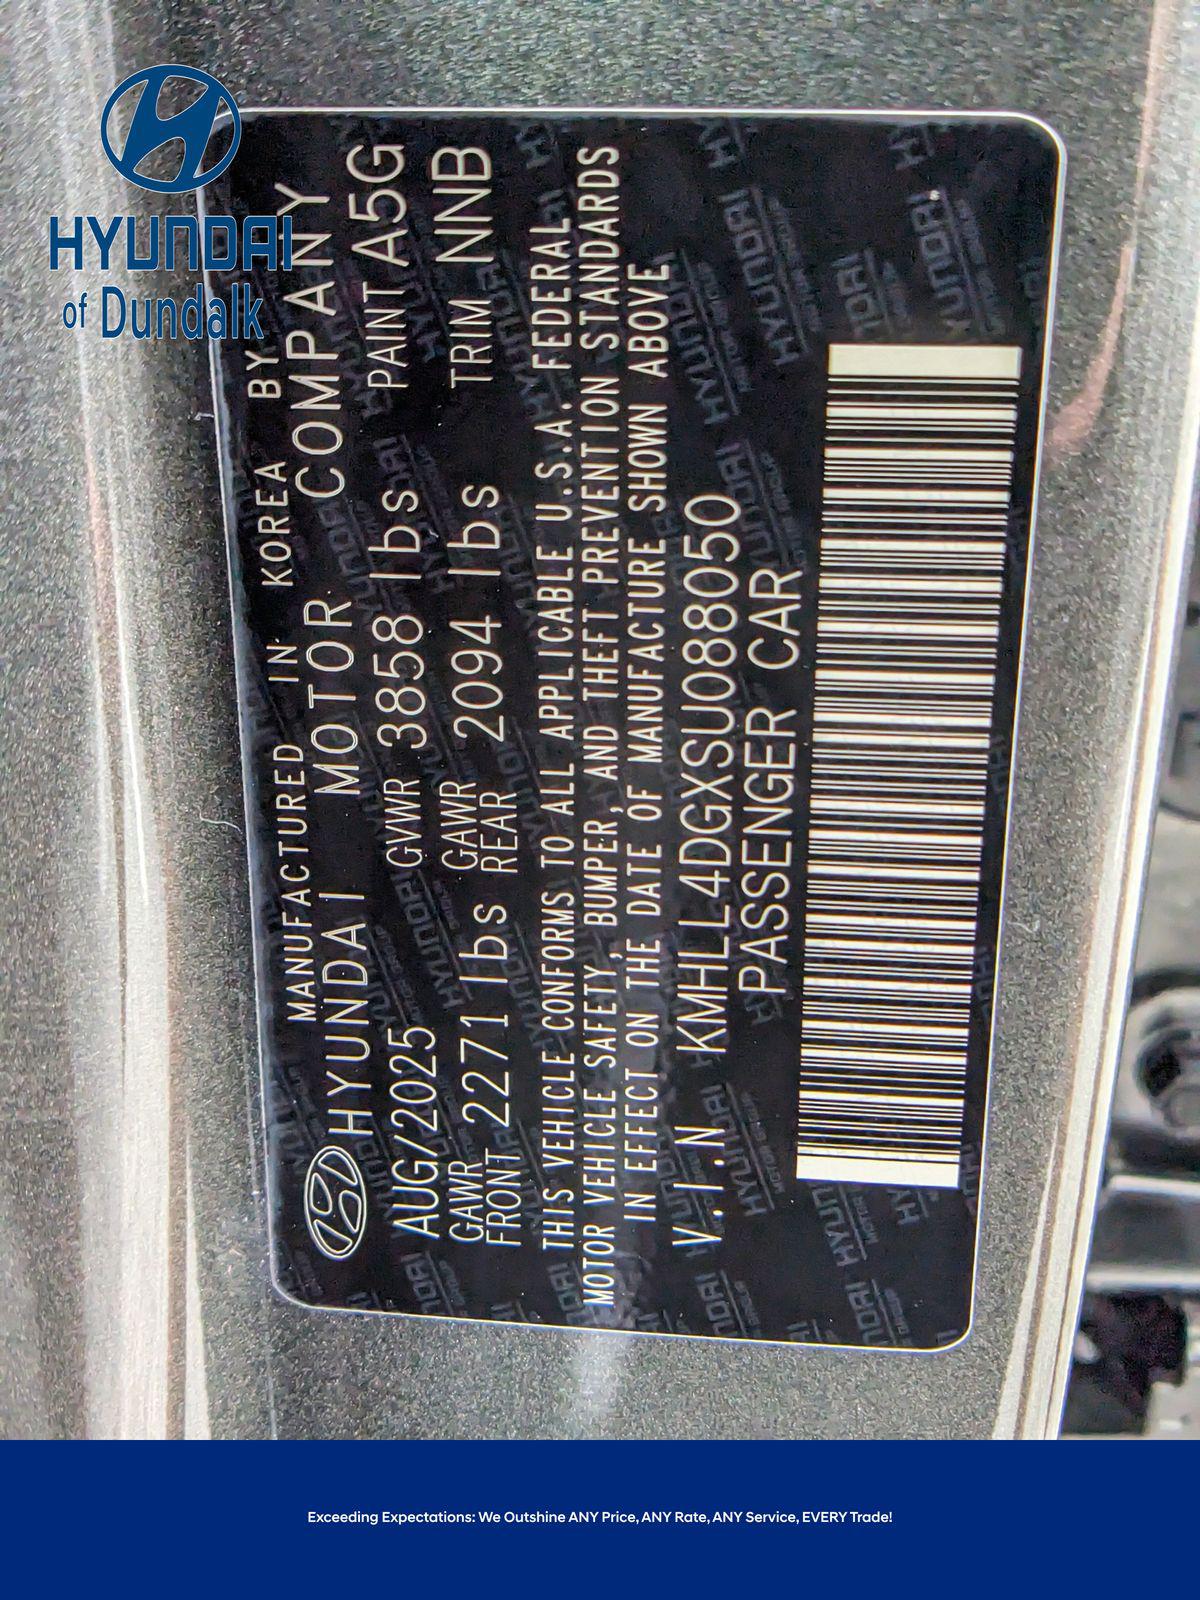 HYUNDAI
of Dundalk
MANUFACTURED IN KOREA BY
HYUNDAI MOTOR COMPANY
AUG/2025 GVWR 3858 lbs PAINT A5G
GAWR FRONT 2271 lbs GAWR REAR 2094 lbs TRIM NNB
THIS VEHICLE CONFORMS TO ALL APPLICABLE U.S.A. FEDERAL
MOTOR VEHICLE SAFETY, BUMPER, AND THEFT PREVENTION STANDARDS
IN EFFECT ON THE DATE OF MANUFACTURE SHOWN ABOVE
V.I.N KMHLL4DGXSU088050
PASSENGER CAR
Exceeding Expectations: We Outshine ANY Price, ANY Rate, ANY Service, EVERY Trade!